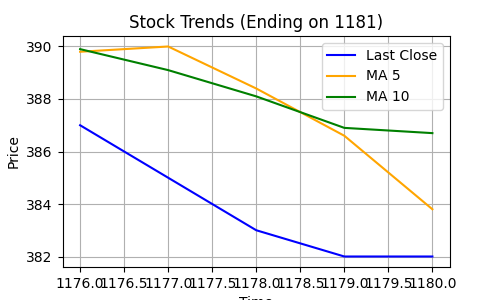 Stock Trends (Ending on 1181)
Last Close
MA 5
MA 10
Price
390
388
386
384
382
1176.0 1176.5 1177.0 1177.5 1178.0 1178.5 1179.0 1179.5 1180.0
Time